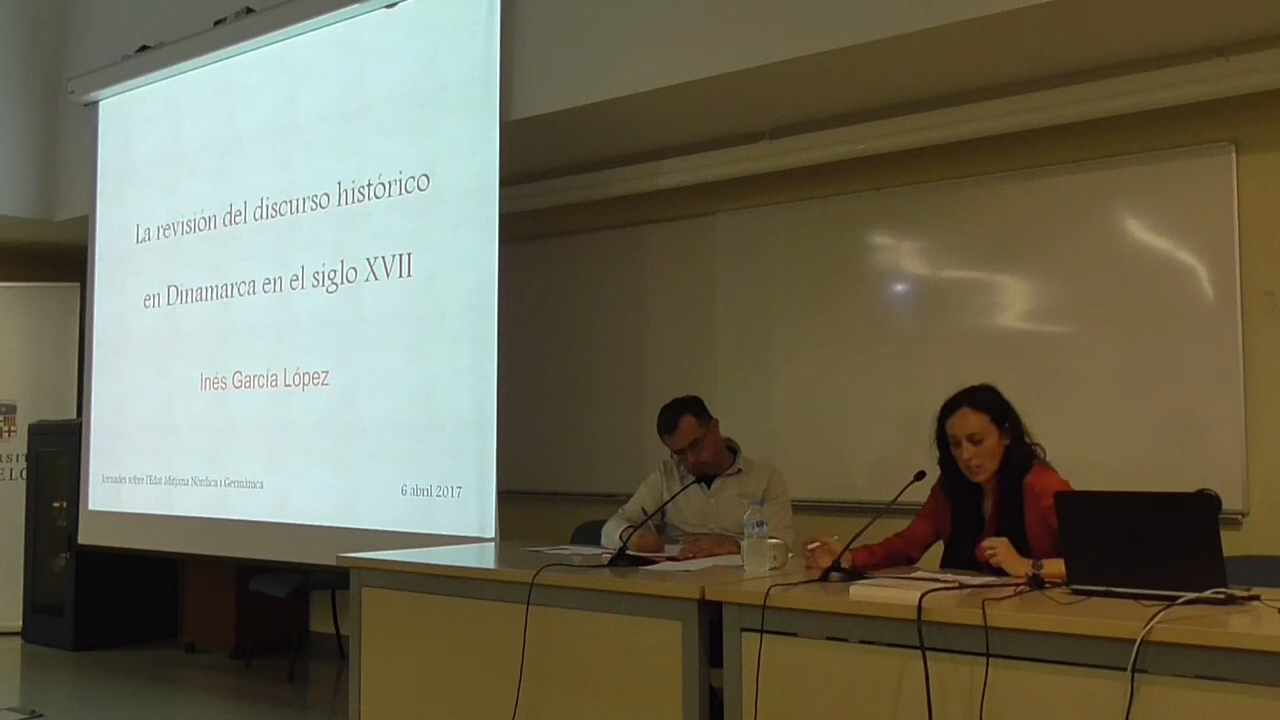 La revisión del discurso histórico
en Dinamarca en el siglo XVII
Inés García López
Jornades sobre l'Edat Mitjana Nòrdica i Germànica
6 abril 2017